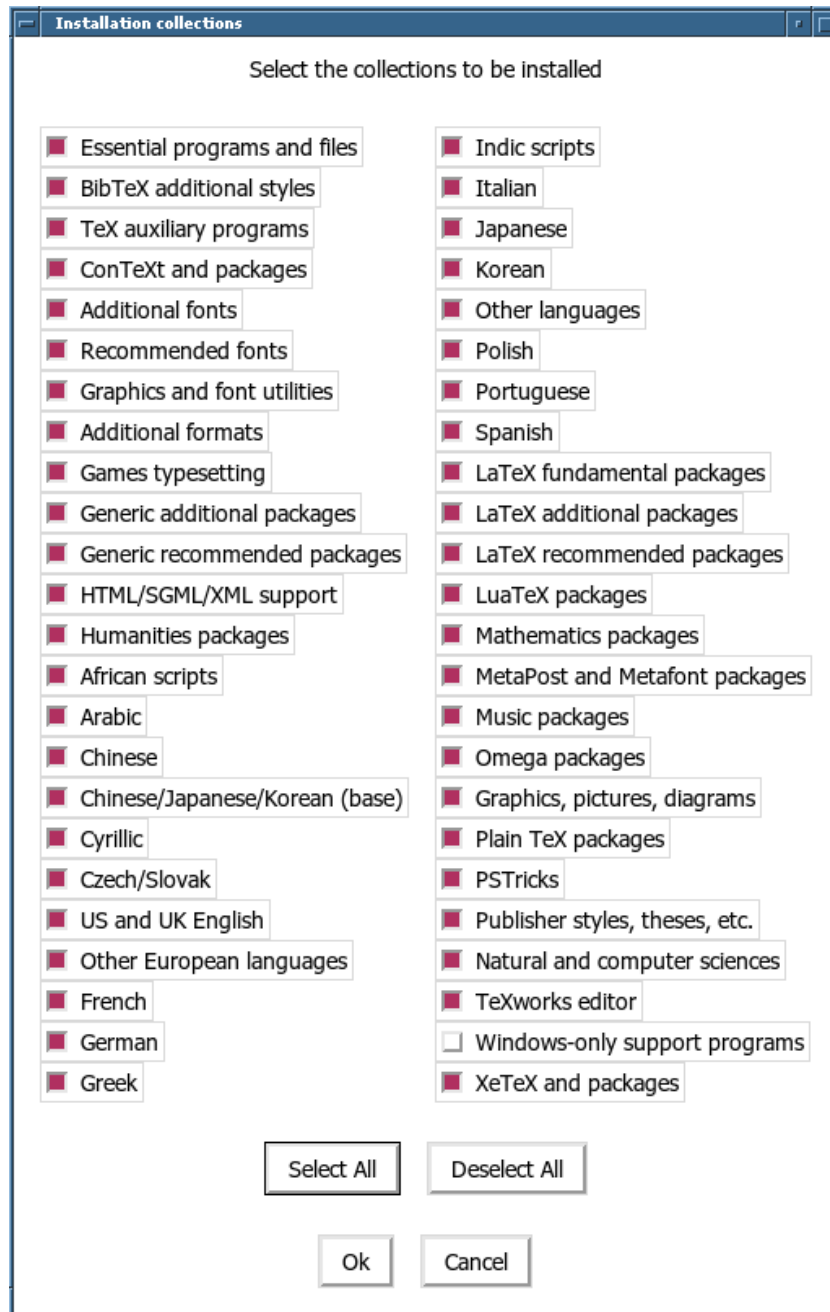 Installation collections
Select the collections to be installed
Essential programs and files
BibTeX additional styles
TeX auxiliary programs
ConTeXt and packages
Additional fonts
Recommended fonts
Graphics and font utilities
Additional formats
Games typesetting
Generic additional packages
Generic recommended packages
HTML/SGML/XML support
Humanities packages
African scripts
Arabic
Chinese
Chinese/Japanese/Korean (base)
Cyrillic
Czech/Slovak
US and UK English
Other European languages
French
German
Greek
Indic scripts
Italian
Japanese
Korean
Other languages
Polish
Portuguese
Spanish
LaTeX fundamental packages
LaTeX additional packages
LaTeX recommended packages
LuaTeX packages
Mathematics packages
MetaPost and Metafont packages
Music packages
Omega packages
Graphics, pictures, diagrams
Plain TeX packages
PSTricks
Publisher styles, theses, etc.
Natural and computer sciences
TeXworks editor
Windows-only support programs
XeTeX and packages
Select All
Deselect All
Ok
Cancel